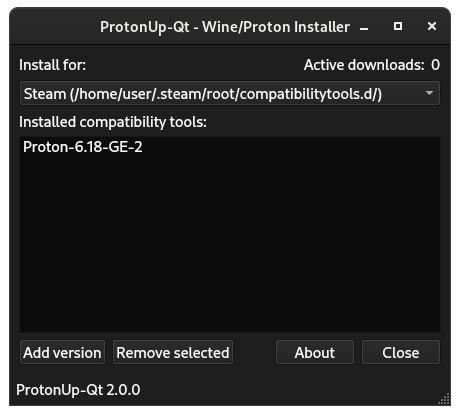 ProtonUp-Qt - Wine/Proton Installer
Install for: Active downloads: 0
Steam (/home/user/.steam/root/compatibilitytools.d/)
Installed compatibility tools:
Proton-6.18-GE-2
Add version Remove selected About Close
ProtonUp-Qt 2.0.0